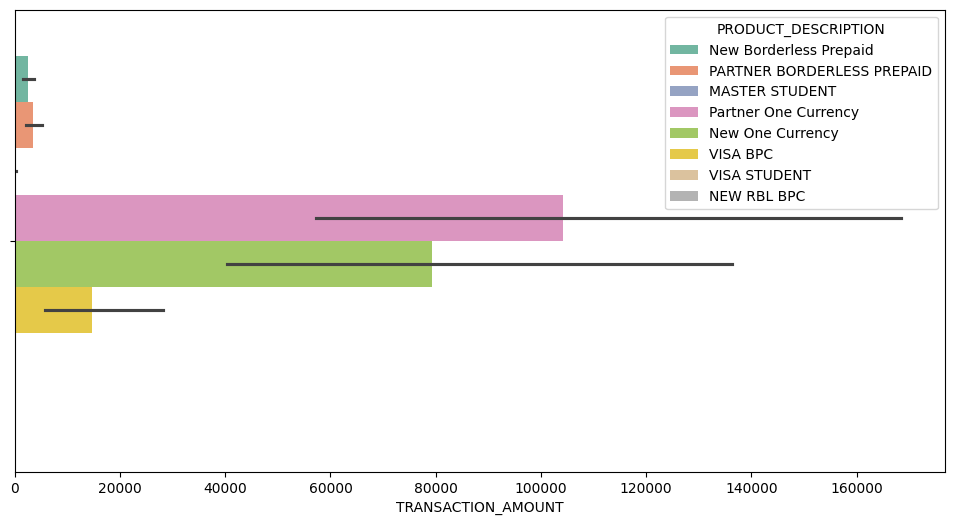 PRODUCT_DESCRIPTION
New Borderless Prepaid
PARTNER BORDERLESS PREPAID
MASTER STUDENT
Partner One Currency
New One Currency
VISA BPC
VISA STUDENT
NEW RBL BPC
0 20000 40000 60000 80000 100000 120000 140000 160000
TRANSACTION_AMOUNT